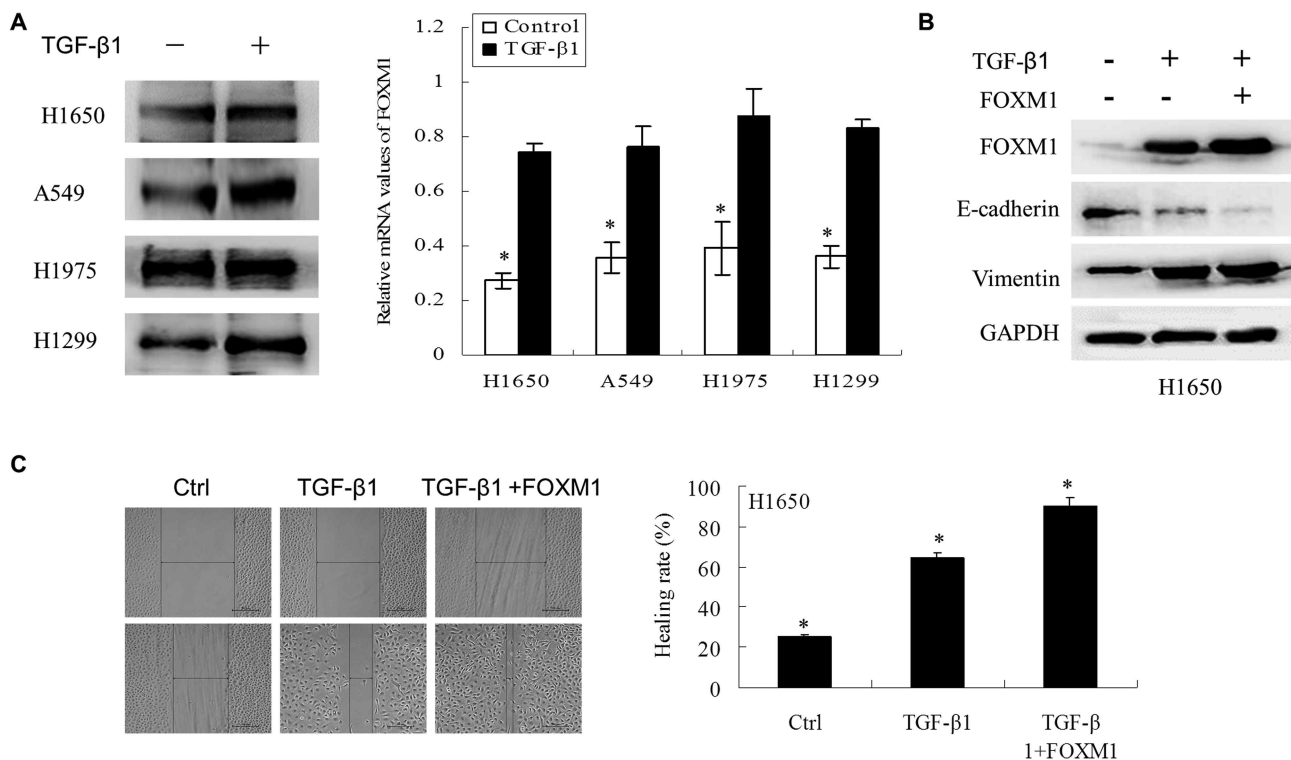 A
TGF-β1 − +
H1650
A549
H1975
H1299
Relative mRNA values of FOXM1
1.2
1
0.8
0.6
0.4
0.2
0
Control
TGF-β1
* * * *
H1650 A549 H1975 H1299
B
TGF-β1 - + +
FOXM1 - - +
FOXM1
E-cadherin
Vimentin
GAPDH
H1650
C
Ctrl TGF-β1 TGF-β1 +FOXM1
Healing rate (%)
100
80
60
40
20
0
H1650
* * *
Ctrl TGF-β1 TGF-β
1+FOXM1